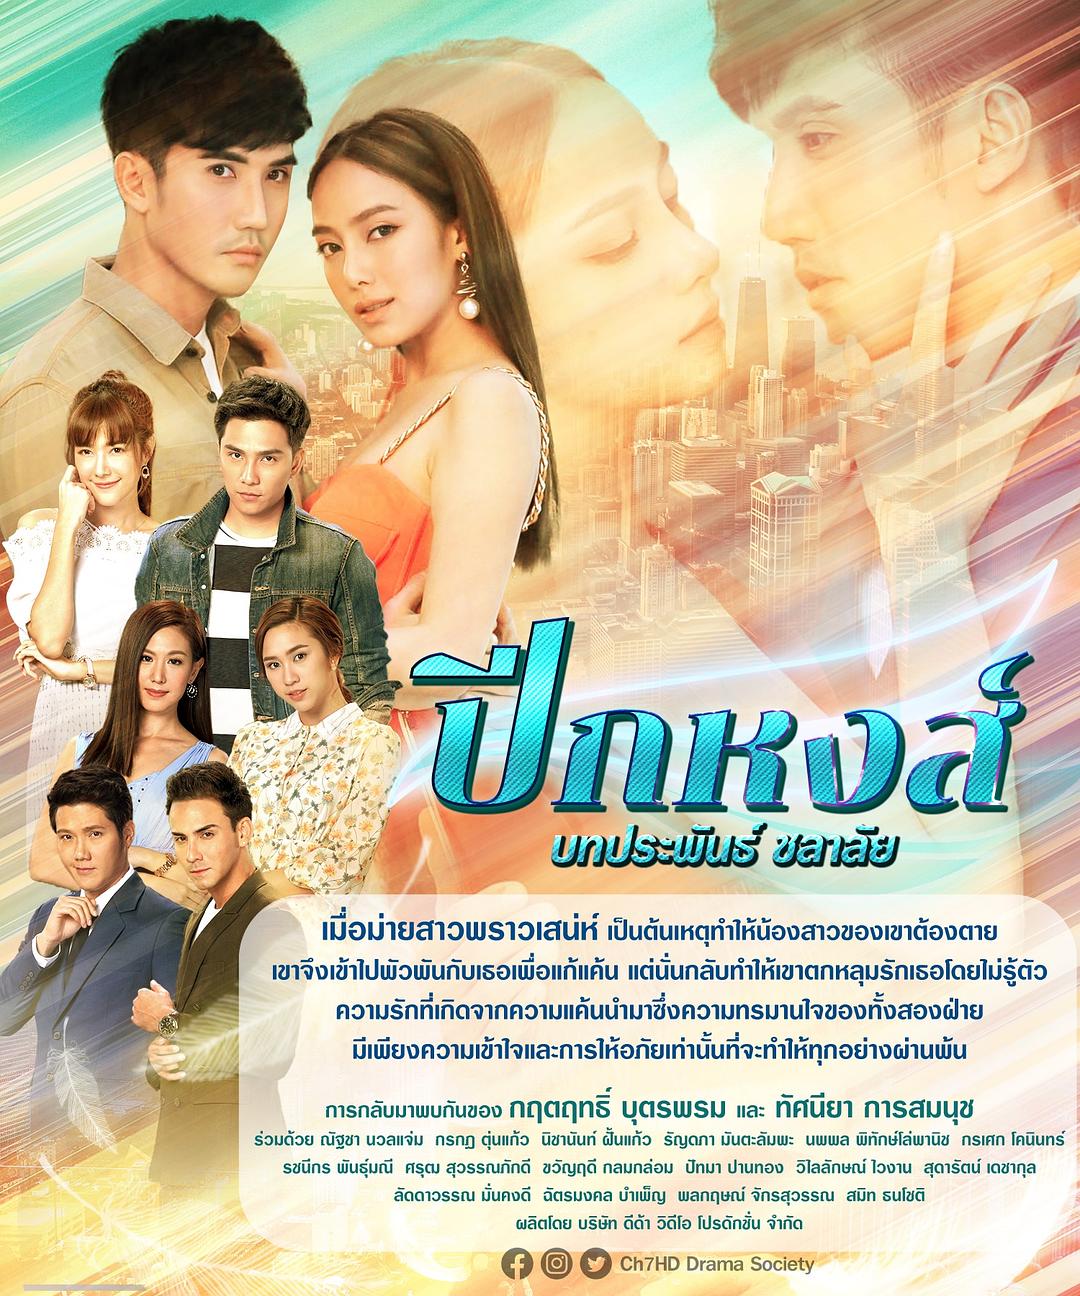 ปีกหงส์
บทประพันธ์ ชลาลัย
เมื่อม่ายสาวพราวเสน่ห์ เป็นต้นเหตุทำให้น้องสาวของเขาต้องตาย
เขาจึงเข้าไปพัวพันกับเธอเพื่อแก้แค้น แต่นั่นกลับทำให้เขาตกหลุมรักเธอโดยไม่รู้ตัว
ความรักที่เกิดจากความแค้นนำมาซึ่งความทรมานใจของทั้งสองฝ่าย
มีเพียงความเข้าใจและการให้อภัยเท่านั้นที่จะทำให้ทุกอย่างผ่านพ้น
การกลับมาพบกันของ กฤตฤทธิ์ บุตรพรม และ ทัศนียา การสมนุช
ร่วมด้วย ณัฐชา นวลแจ่ม กรกฎ ตุ่นแก้ว นิชานันท์ ฝั้นแก้ว รัญดภา มันตะลัมพะ นพพล พิทักษ์โล่พานิช กรเศก โคนินทร์
รชนีกร พันธุ์มณี ศรุฒ สุวรรณภักดี ขวัญฤดี กลมกล่อม ปัทมา ปานทอง วิไลลักษณ์ ไวงาน สุดารัตน์ เดชากุล
ลัดดาวรรณ มั่นคงดี ฉัตรมงคล บำเพ็ญ พลกฤษณ์ จักรสุวรรณ สมิท ธนโชติ
ผลิตโดย บริษัท ดีด้า วิดีโอ โปรดักชั่น จำกัด
Ch7HD Drama Society